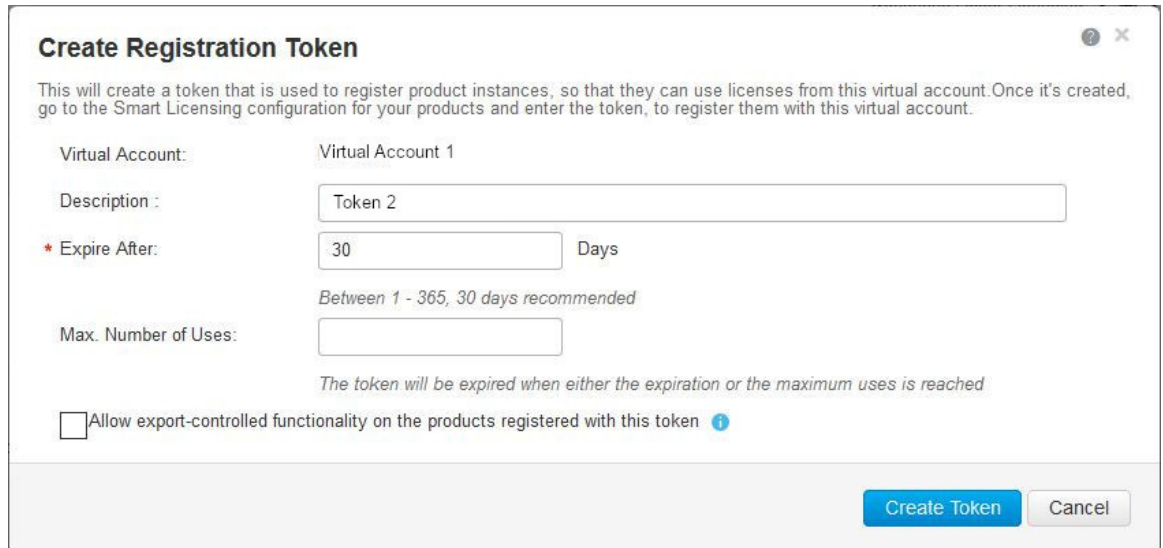 Create Registration Token
This will create a token that is used to register product instances, so that they can use licenses from this virtual account.Once it's created,
go to the Smart Licensing configuration for your products and enter the token, to register them with this virtual account.
Virtual Account: Virtual Account 1
Description : Token 2
* Expire After: 30 Days
Between 1 - 365, 30 days recommended
Max. Number of Uses:
The token will be expired when either the expiration or the maximum uses is reached
Allow export-controlled functionality on the products registered with this token
Create Token Cancel